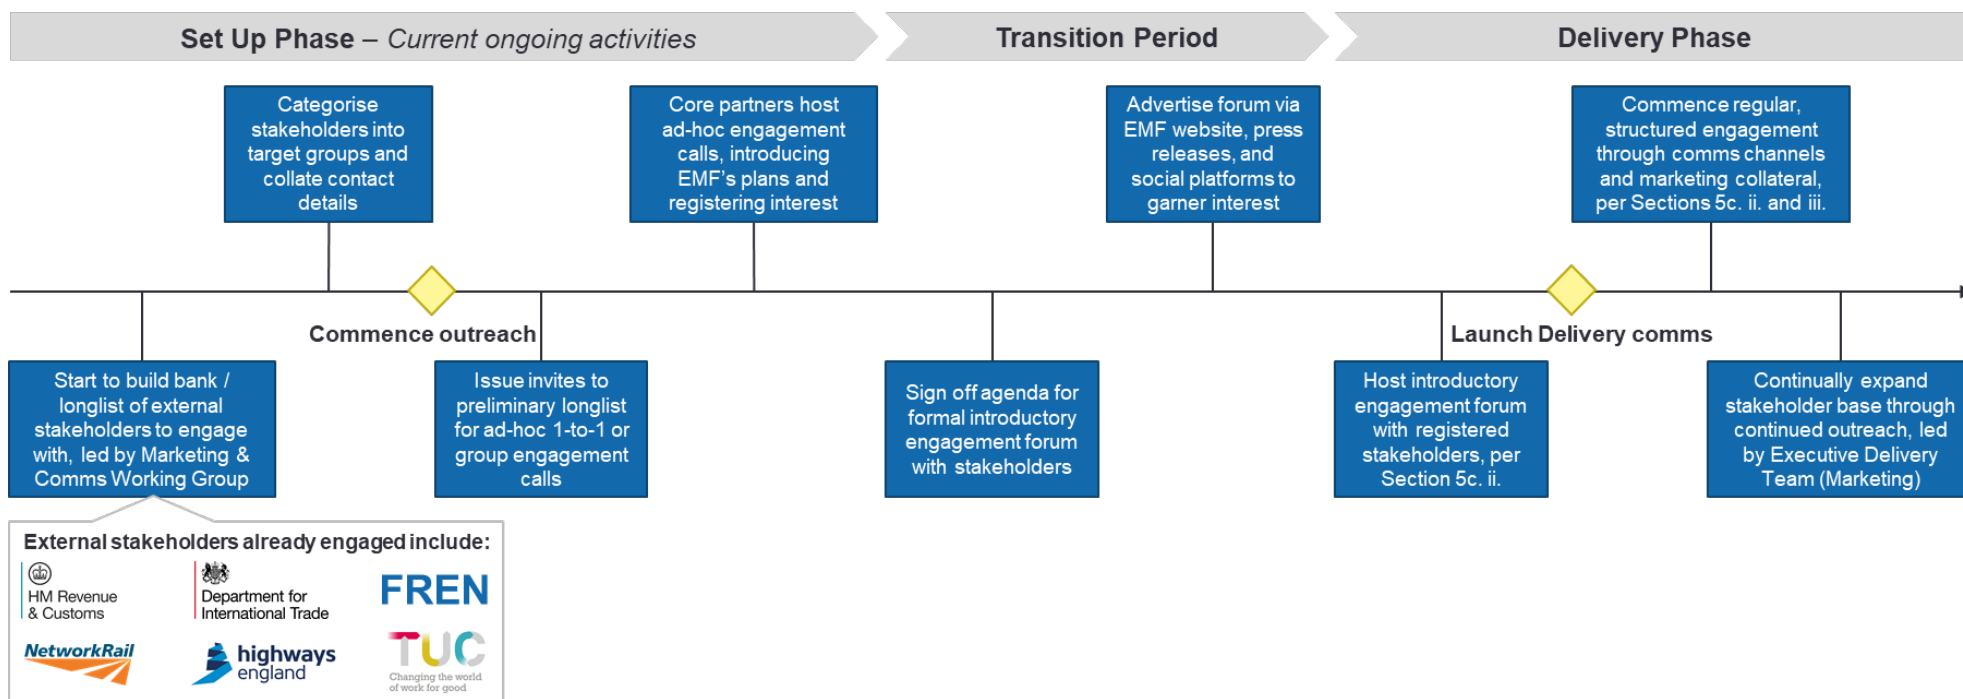 Set Up Phase – Current ongoing activities
Transition Period
Delivery Phase
Categorise
stakeholders into
target groups and
collate contact
details
Core partners host
ad-hoc engagement
calls, introducing
EMF's plans and
registering interest
Advertise forum via
EMF website, press
releases, and
social platforms to
garner interest
Commence regular,
structured engagement
through comms channels
and marketing collateral,
per Sections 5c. ii. and iii.
Commence outreach
Launch Delivery comms
Start to build bank /
longlist of external
stakeholders to engage
with, led by Marketing &
Comms Working Group
Issue invites to
preliminary longlist
for ad-hoc 1-to-1 or
group engagement
calls
Sign off agenda for
formal introductory
engagement forum
with stakeholders
Host introductory
engagement forum
with registered
stakeholders, per
Section 5c. ii.
Continually expand
stakeholder base through
continued outreach, led
by Executive Delivery
Team (Marketing)
External stakeholders already engaged include:
HM Revenue
& Customs
Department for
International Trade
FREN
NetworkRail
highways
england
TUC
Changing the world
of work for good